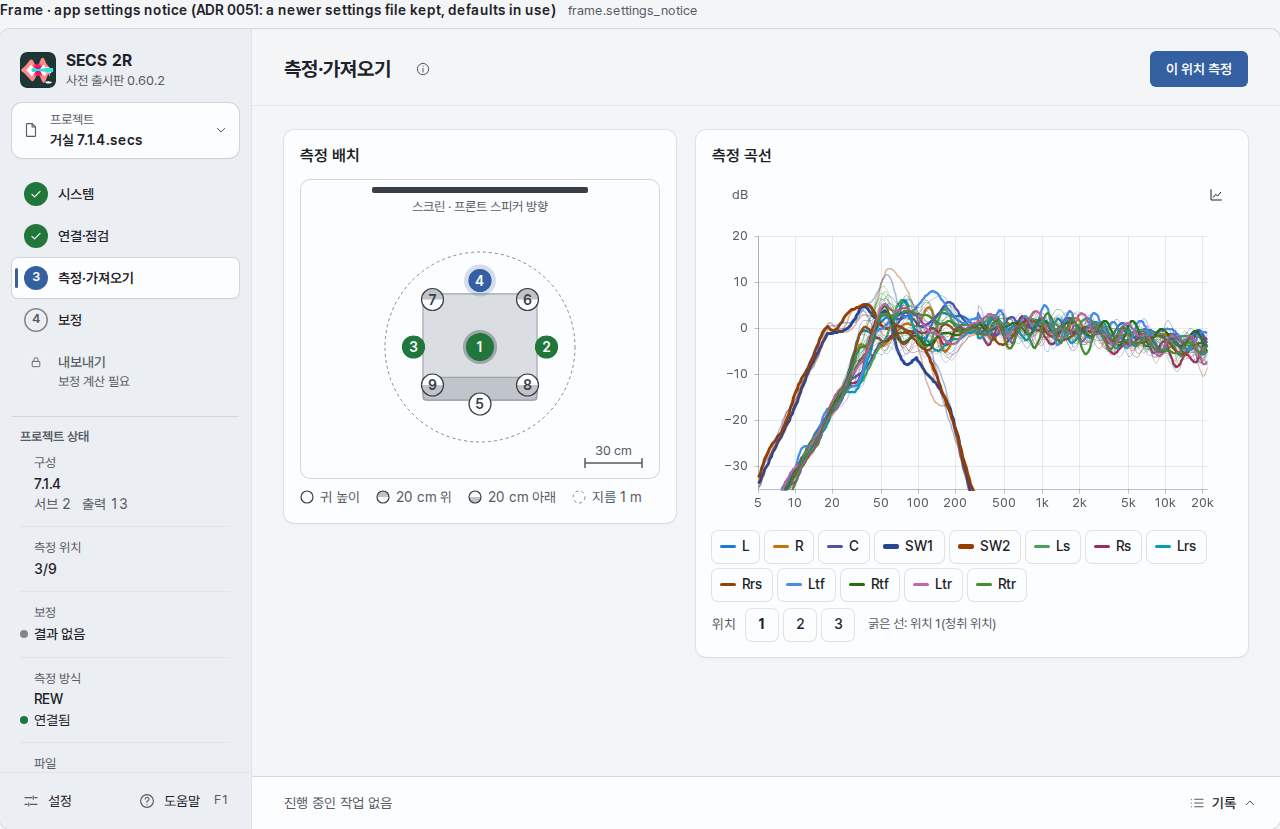 Frame · app settings notice (ADR 0051: a newer settings file kept, defaults in use) frame.settings_notice
SECS 2R
사전 출시판 0.60.2
프로젝트
거실 7.1.4.secs
시스템
연결·점검
3 측정·가져오기
4 보정
내보내기
보정 계산 필요
프로젝트 상태
구성
7.1.4
서브 2 출력 13
측정 위치
3/9
보정
결과 없음
측정 방식
REW
연결됨
파일
설정
도움말 F1
측정·가져오기
이 위치 측정
측정 배치
스크린 · 프론트 스피커 방향
4
7 6
3 1 2
9 8
5
30 cm
귀 높이
20 cm 위
20 cm 아래
지름 1 m
측정 곡선
dB
20
10
0
−10
−20
−30
5 10 20 50 100 200 500 1k 2k 5k 10k 20k
L R C SW1 SW2 Ls Rs Lrs
Rrs Ltf Rtf Ltr Rtr
위치 1 2 3 굵은 선: 위치 1(청취 위치)
진행 중인 작업 없음
기록